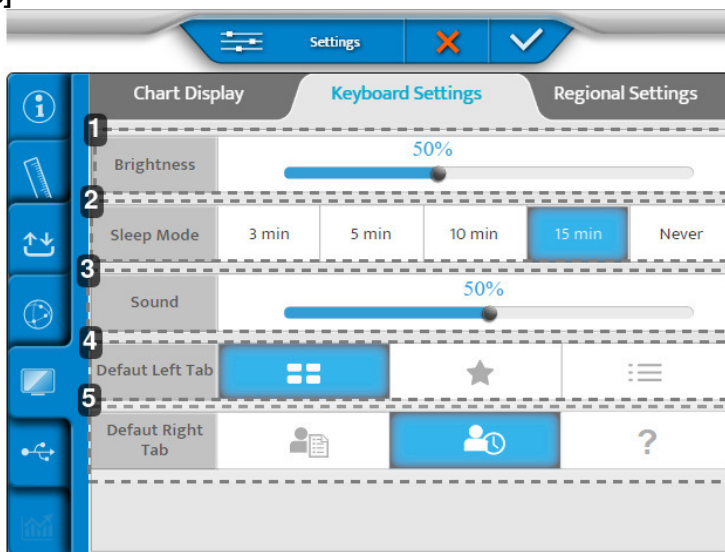 Settings
Chart Display Keyboard Settings Regional Settings
1
50%
Brightness
2
Sleep Mode 3 min 5 min 10 min 15 min Never
3
50%
Sound
4
Defaut Left Tab
5
Defaut Right
Tab ?